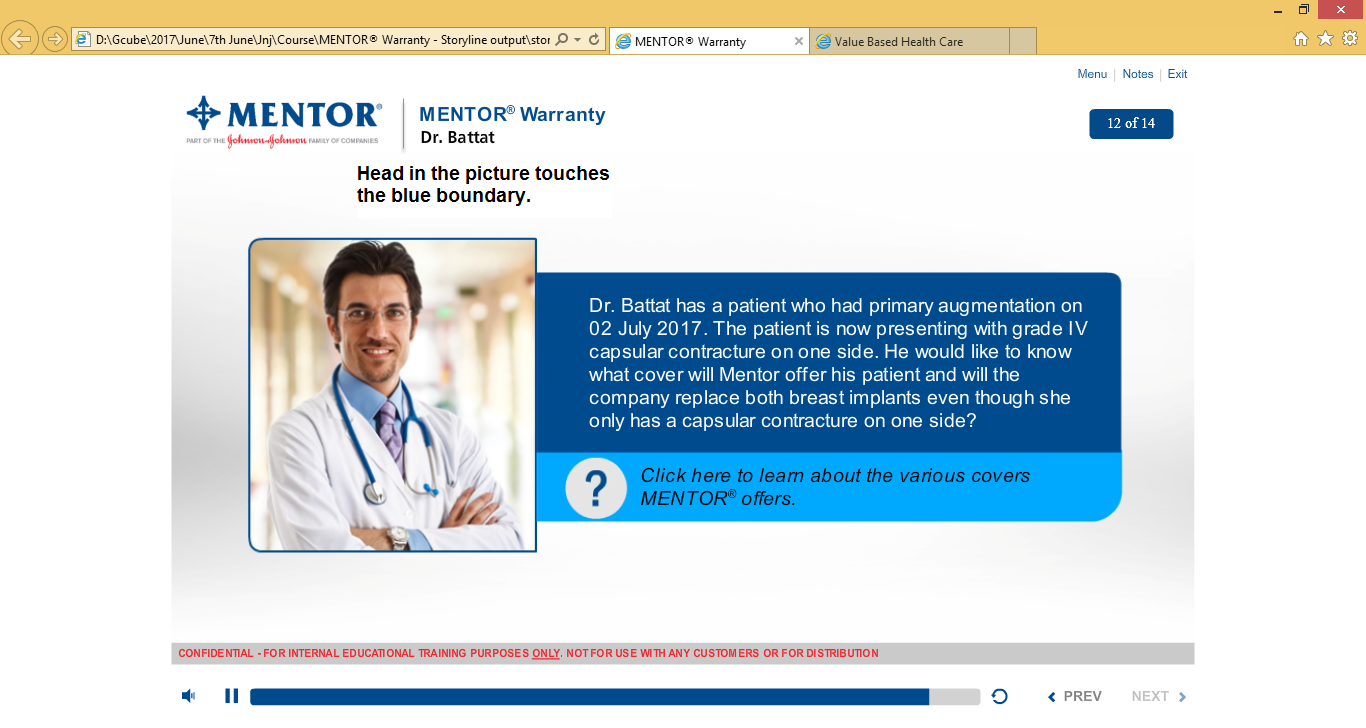 D:\Gcube\2017\June\7th June\Jnj\Course\MENTOR® Warranty - Storyline output\stor
MENTOR® Warranty
Value Based Health Care
Menu | Notes | Exit
MENTOR®
PART OF THE Johnson & Johnson FAMILY OF COMPANIES
MENTOR® Warranty
Dr. Battat
12 of 14
Head in the picture touches
the blue boundary.
Dr. Battat has a patient who had primary augmentation on
02 July 2017. The patient is now presenting with grade IV
capsular contracture on one side. He would like to know
what cover will Mentor offer his patient and will the
company replace both breast implants even though she
only has a capsular contracture on one side?
?
Click here to learn about the various covers
MENTOR® offers.
CONFIDENTIAL - FOR INTERNAL EDUCATIONAL TRAINING PURPOSES ONLY. NOT FOR USE WITH ANY CUSTOMERS OR FOR DISTRIBUTION
PREV
NEXT